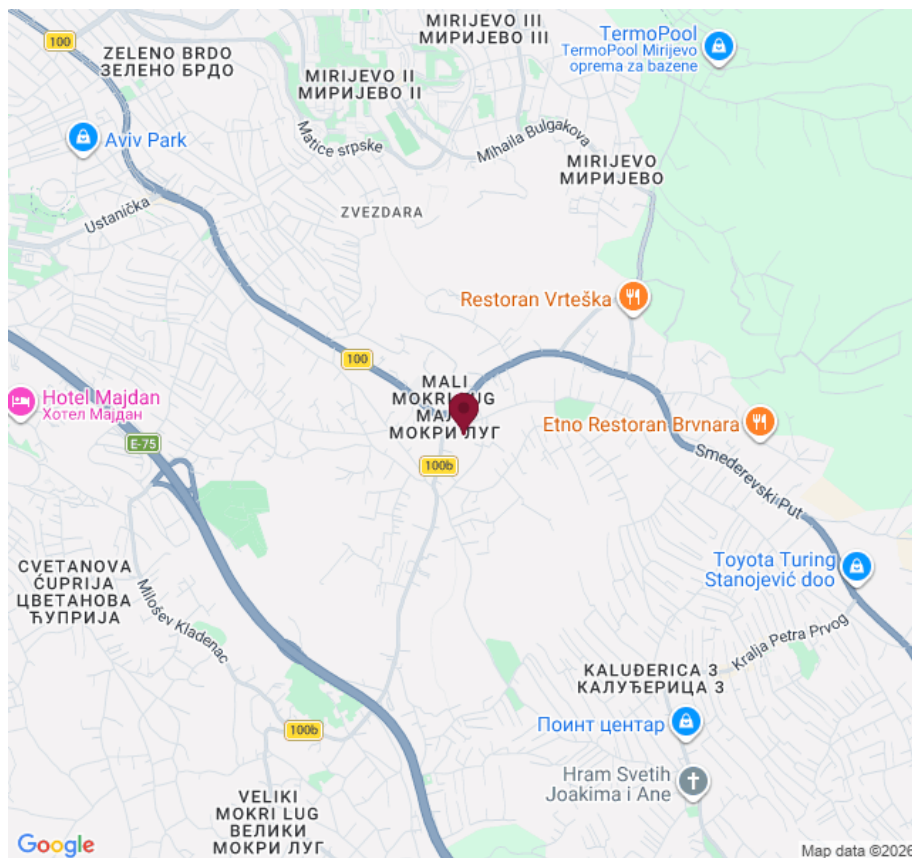 MIRIJEVO III
МИРИЈЕВО III
100
ZELENO BRDO
ЗЕЛЕНО БРДО
TermoPool
TermoPool Mirijevo
oprema za bazene
MIRIJEVO II
МИРИЈЕВО II
Matice srpske
Mihaila Bulgakova
Aviv Park
MIRIJEVO
МИРИЈЕВО
Ustanička
ZVEZDARA
Restoran Vrteška
100
MALI
MOKRI LUG
МА
МОКРИ ЛУГ
Hotel Majdan
Хотел Мајдан
Etno Restoran Brvnara
E-75
100b
Smederevski Put
CVETANOVA
ĆUPRIJA
ЦВЕТАНОВА
ЋУПРИЈА
Toyota Turing
Stanojević doo
Milošev Kladenac
Kralja Petra Prvog
KALUĐERICA 3
КАЛУЂЕРИЦА 3
Поинт центар
100b
Hram Svetih
Joakima i Ane
VELIKI
MOKRI LUG
ВЕЛИКИ
МОКРИ ЛУГ
Google
Map data ©2026